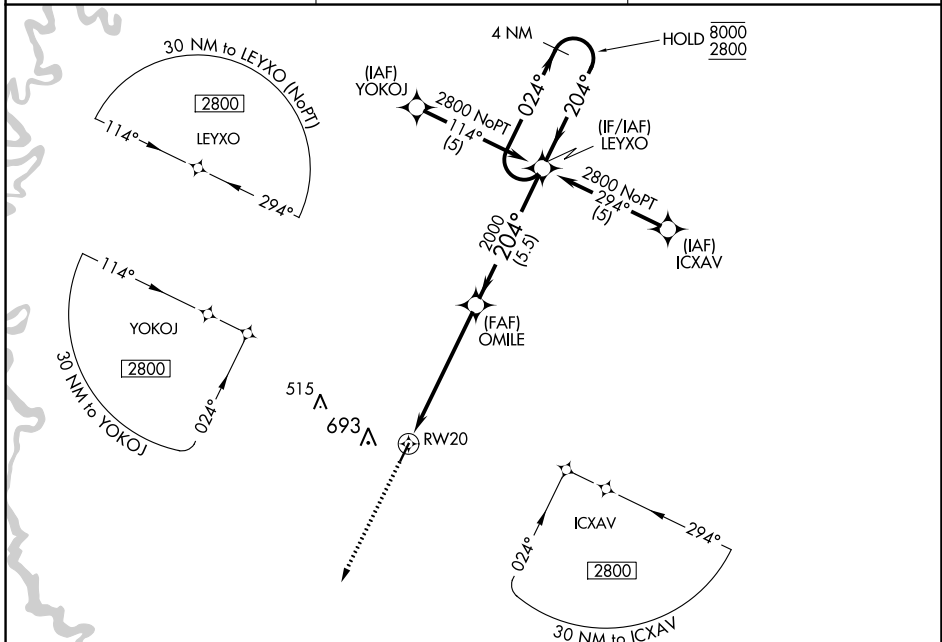 30 NM to LEYXO (NoPT)
2800
LEYXO
114°
294°
4 NM
HOLD 8000
2800
024°
204°
(IAF)
YOKOJ
2800 NoPT
114°
(5)
(IF/IAF)
LEYXO
2800 NoPT
294°
(5)
(IAF)
ICXAV
2000
204°
(5.5)
(FAF)
OMILE
114°
YOKOJ
2800
024°
30 NM to YOKOJ
515
693
RW20
ICXAV
024°
294°
2800
30 NM to ICXAV